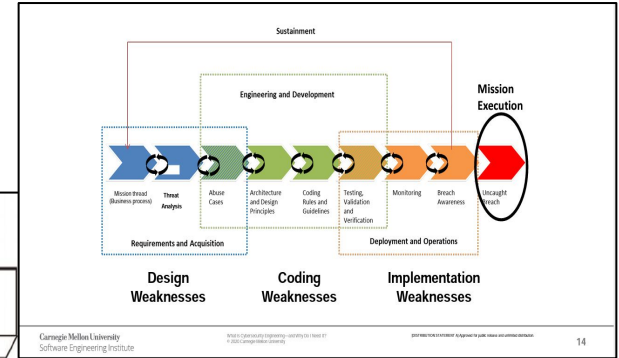 Sustainment
Engineering and Development
Mission
Execution
Mission thread
(Business process)
Threat
Analysis
Abuse
Cases
Architecture
and Design
Principles
Coding
Rules and
Guidelines
Testing,
Validation
and
Verification
Monitoring
Breach
Awareness
Uncaught
Breach
Requirements and Acquisition
Deployment and Operations
Design
Weaknesses
Coding
Weaknesses
Implementation
Weaknesses
Carnegie Mellon University
Software Engineering Institute
What is Cybersecurity Engineering – and Why Do I Need It?
© 2020 Carnegie Mellon University
[DISTRIBUTION STATEMENT A] Approved for public release and unlimited distribution.
14